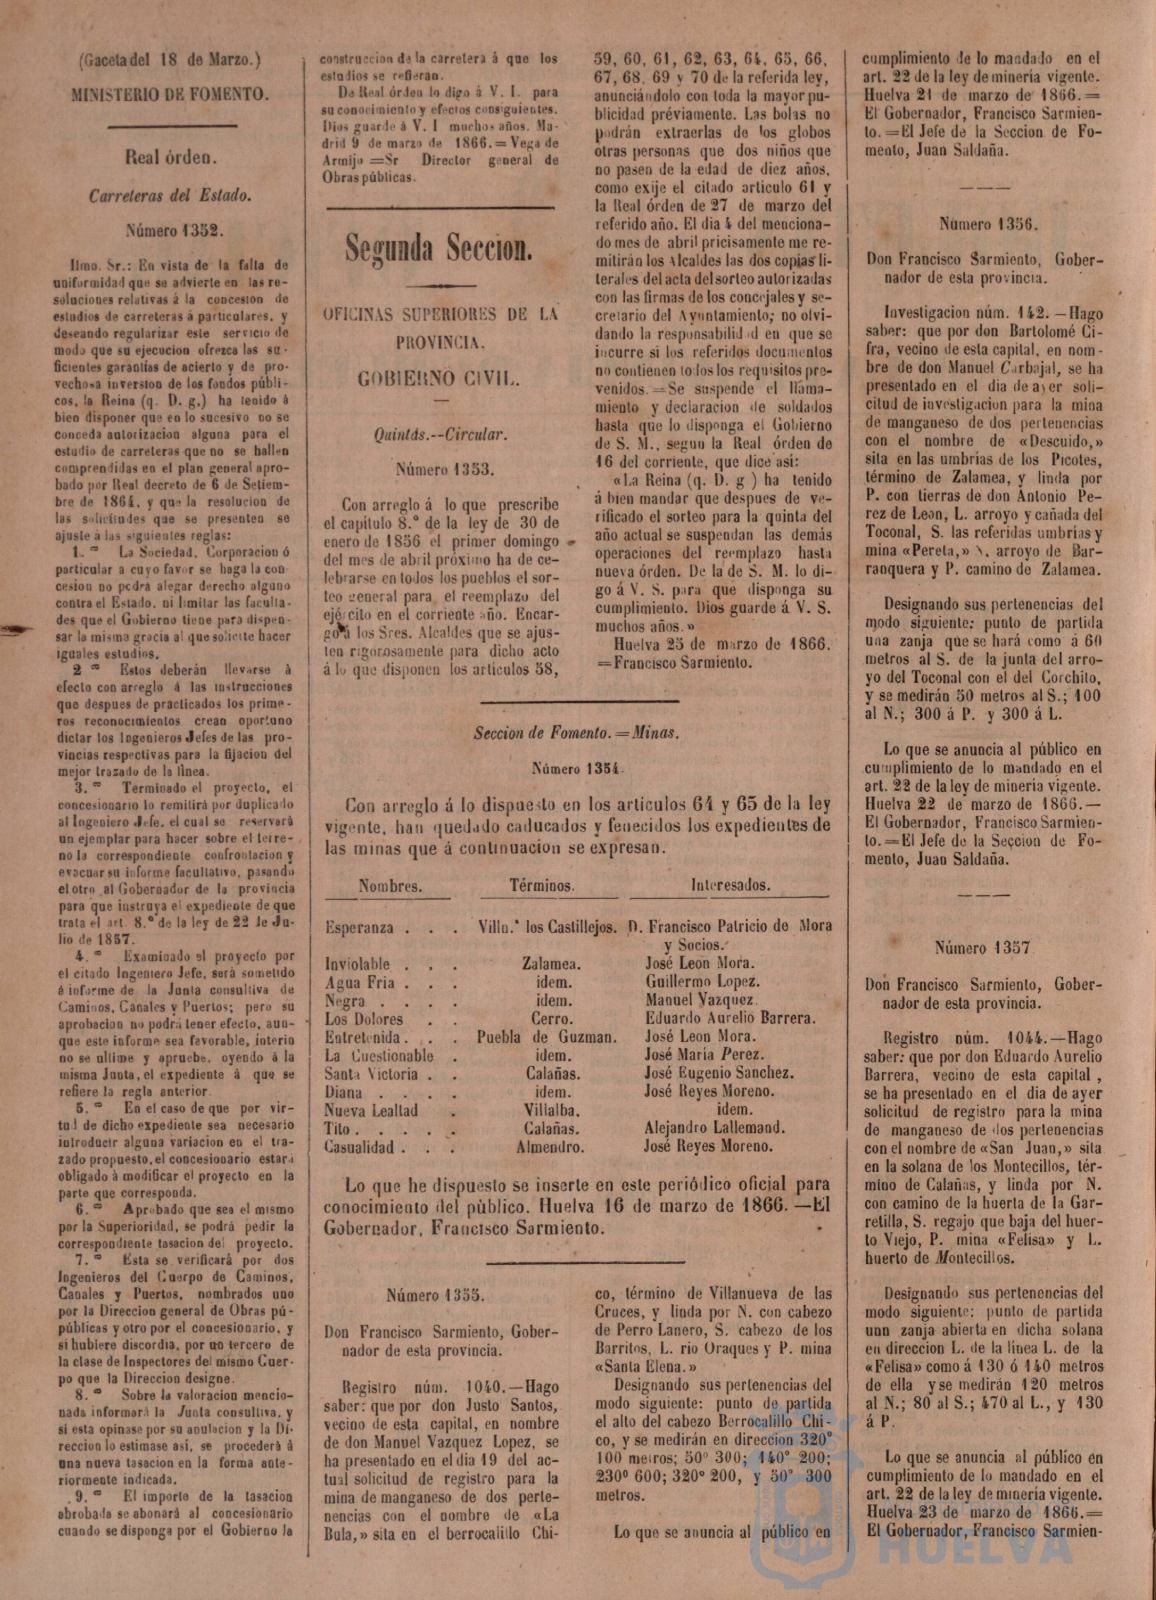 (Gaceta del 18 de Marzo.)
MINISTERIO DE FOMENTO.
Real órden.
Carreteras del Estado.
Número 1352.
Ilmo. Sr.: En vista de la falta de
uniformidad que se advierte en las re-
soluciones relativas á la concesion de
estudios de carreteras á particulares, y
deseando regularizar este servicio de
modo que su ejecucion ofrezca las su-
ficientes garantías de acierto y de pro-
vechosa inversion de los fondos públi-
cos, la Reina (q. D. g.) ha tenido á
bien disponer que en lo sucesivo no se
conceda autorizacion alguna para el
estudio de carreteras que no se hallen
comprendidas en el plan general apro-
bado por Real decreto de 6 de Setiem-
bre de 1864, y que la resolucion de
las solicitudes que se presenten se
ajuste á las siguientes reglas:
1.ª La Sociedad, Corporacion ó
particular a cuyo favor se haga la con-
cesion no podrá alegar derecho alguno
contra el Estado, ni limitar las faculta-
des que el Gobierno tiene para dispen-
sar la misma gracia al que solicite hacer
iguales estudios.
2ª Estos deberán llevarse á
efecto con arreglo á las instrucciones
que despues de practicados los prime-
ros reconocimientos crean oportuno
dictar los Ingenieros Jefes de las pro-
vincias respectivas para la fijacion del
mejor trazado de la línea.
3.ª Terminado el proyecto, el
concesionario lo remitirá por duplicado
al Ingeniero Jefe, el cual se reservará
un ejemplar para hacer sobre el terre-
no la correspondiente confrontacion y
evacuar su informe facultativo, pasando
el otro al Gobernador de la provincia
para que instruya el expediente de que
trata el art. 8.º de la ley de 22 de Ju-
lio de 1857.
4.ª Examinado el proyecto por
el citado Ingeniero Jefe, será sometido
á informe de la Junta consultiva de
Caminos, Canales y Puertos; pero su
aprobacion no podrá tener efecto, aun-
que este informe sea favorable, interin
no se ultime y apruebe, oyendo á la
misma Junta, el expediente á que se
refiere la regla anterior.
5.ª En el caso de que por vir-
tud de dicho expediente sea necesario
introducir alguna variacion en el tra-
zado propuesto, el concesionario estará
obligado à modificar el proyecto en la
parte que corresponda.
6.ª Aprobado que sea el mismo
por la Superioridad, se podrá pedir la
correspondiente tasacion del proyecto.
7.ª Esta se verificará por dos
Ingenieros del Cuerpo de Caminos,
Canales y Puertos, nombrados uno
por la Direccion general de Obras pú-
públicas y otro por el concesionario, y
si hubiere discordia, por un tercero de
la clase de Inspectores del mismo Cuer-
po que la Direccion designe.
8.ª Sobre la valoracion mencio-
nada informará la Junta consultiva, y
si esta opinase por su anulacion y la Di-
reccion lo estimase así, se procederá á
una nueva tasacion en la forma ante-
riormente indicada.
9.ª El importe de la tasacion
aprobada se abonará al concesionario
cuando se disponga por el Gobierno la
construccion de la carretera á que los
estudios se refieran.
De Real órden lo digo á V. I. para
su conocimiento y efectos consiguientes.
Dios guarde á V. I muchos años. Ma-
drid 9 de marzo de 1866.=Vega de
Armijo=Sr Director general de
Obras públicas.
Segunda Seccion.
OFICINAS SUPERIORES DE LA
PROVINCIA.
GOBIERNO CIVIL.
Quintás.--Circular.
Número 1353.
Con arreglo á lo que prescribe
el capítulo 8.º de la ley de 30 de
enero de 1856 el primer domingo
del mes de abril próximo ha de ce-
lebrarse en todos los pueblos el sor-
teo general para el reemplazo del
ejército en el corriente año. Encar-
go á los Sres. Alcaldes que se ajus-
ten rigorosamente para dicho acto
á lo que disponen los artículos 58,
59, 60, 61, 62, 63, 64, 65, 66,
67, 68, 69 y 70 de la referida ley,
anunciándolo con toda la mayor pu-
blicidad préviamente. Las bolas no
podrán extraerlas de los globos
otras personas que dos niños que
no pasen de la edad de diez años,
como exije el citado articulo 61 y
la Real órden de 27 de marzo del
referido año. El dia 4 del menciona-
do mes de abril pricisamente me re-
mitirán los Alcaldes las dos copias li-
terales del acta del sorteo autorizadas
con las firmas de los concejales y se-
cretario del Ayuntamiento; no olvi-
dando la responsabilidad en que se
incurre si los referidos documentos
no contienen todos los requisitos pre-
venidos.=Se suspende el llama-
miento y declaracion de soldados
hasta que lo disponga el Gobierno
de S. M., segun la Real órden de
16 del corriente, que dice así:
«La Reina (q. D. g ) ha tenido
á bien mandar que despues de ve-
rificado el sorteo para la quinta del
año actual se suspendan las demás
operaciones del reemplazo hasta
nueva órden. De la de S. M. lo di-
go á V. S. para que disponga su
cumplimiento. Dios guarde á V. S.
muchos años.»
Huelva 25 de marzo de 1866.
=Francisco Sarmiento.
Seccion de Fomento.=Minas.
Número 1354.
Con arreglo á lo dispuesto en los articulos 64 y 65 de la ley
vigente, han quedado caducados y fenecidos los expedientes de
las minas que á continuacion se expresan.
Nombres. Términos. Interesados.
Esperanza . . . Villn.ª los Castillejos. D. Francisco Patricio de Mora
y Socios.
Inviolable . . . Zalamea. José Leon Mora.
Agua Fria . . . idem. Guillermo Lopez.
Negra . . . . idem. Manuel Vazquez.
Los Dolores . . Cerro. Eduardo Aurelio Barrera.
Entretenida . . . Puebla de Guzman. José Leon Mora.
La Cuestionable . idem. José María Perez.
Santa Victoria . . Calañas. José Eugenio Sanchez.
Diana . . . . idem. José Reyes Moreno.
Nueva Lealtad . Villalba. idem.
Tito . . . . . Calañas. Alejandro Lallemand.
Casualidad . . . Almendro. José Reyes Moreno.
Lo que he dispuesto se inserte en este periódico oficial para
conocimiento del pùblico. Huelva 16 de marzo de 1866.—El
Gobernador, Francisco Sarmiento.
Número 1355.
Don Francisco Sarmiento, Gober-
nador de esta provincia.
Registro núm. 1040.—Hago
saber: que por don Justo Santos,
vecino de esta capital, en nombre
de don Manuel Vazquez Lopez, se
ha presentado en el dia 19 del ac-
tual solicitud de registro para la
mina de manganeso de dos perte-
nencias con el nombre de «La
Bula,» sita en el berrocalillo Chi-
co, término de Villanueva de las
Cruces, y linda por N. con cabezo
de Perro Lanero, S. cabezo de los
Barritos, L. rio Oraques y P. mina
«Santa Elena.»
Designando sus pertenencias del
modo siguiente: punto de partida
el alto del cabezo Berrocalillo Chi-
co, y se medirán en direccion 320°
100 metros; 50° 300; 140° 200;
230° 600; 320° 200, y 50° 300
metros.
Lo que se anuncia al público en
cumplimiento de lo mandado en el
art. 22 de la ley de minería vigente.
Huelva 21 de marzo de 1866.=
El Gobernador, Francisco Sarmien-
to.=El Jefe de la Seccion de Fo-
mento, Juan Saldaña.
Número 1356.
Don Francisco Sarmiento, Gober-
nador de esta provincia.
Investigacion núm. 142.—Hago
saber: que por don Bartolomé Ci-
fra, vecino de esta capital, en nom-
bre de don Manuel Carbajal, se ha
presentado en el dia de ayer soli-
citud de investigacion para la mina
de manganeso de dos pertenencias
con el nombre de «Descuido,»
sita en las umbrías de los Picotes,
término de Zalamea, y linda por
P. con tierras de don Antonio Pe-
rez de Leon, L. arroyo y cañada del
Toconal, S. las referidas umbrías y
mina «Pereta,» N. arroyo de Bar-
ranquera y P. camino de Zalamea.
Designando sus pertenencias del
modo siguiente: punto de partida
una zanja que se hará como á 60
metros al S. de la junta del arro-
yo del Toconal con el del Corchito,
y se medirán 50 metros al S.; 100
al N.; 300 á P. y 300 á L.
Lo que se anuncia al público en
cumplimiento de lo mandado en el
art. 22 de la ley de mineria vigente.
Huelva 22 de marzo de 1866.—
El Gobernador, Francisco Sarmien-
to.=El Jefe de la Seccion de Fo-
mento, Juan Saldaña.
Número 1357
Don Francisco Sarmiento, Gober-
nador de esta provincia.
Registro núm. 1044.—Hago
saber: que por don Eduardo Aurelio
Barrera, vecino de esta capital,
se ha presentado en el dia de ayer
solicitud de registro para la mina
de manganeso de dos pertenencias
con el nombre de «San Juan,» sita
en la solana de los Montecillos, tér-
mino de Calañas, y linda por N.
con camino de la huerta de la Gar-
retilla, S. regajo que baja del huer-
to Viejo, P. mina «Felisa» y L.
huerto de Montecillos.
Designando sus pertenencias del
modo siguiente: punto de partida
una zanja abierta en dicha solana
en direccion L. de la línea L. de la
«Felisa» como á 130 ó 140 metros
de ella y se medirán 120 metros
al N.; 80 al S.; 470 al L., y 130
á P.
Lo que se anuncia al público en
cumplimiento de lo mandado en el
art. 22 de la ley de minería vigente.
Huelva 23 de marzo de 1866.=
El Gobernador, Francisco Sarmien-
HUELVA